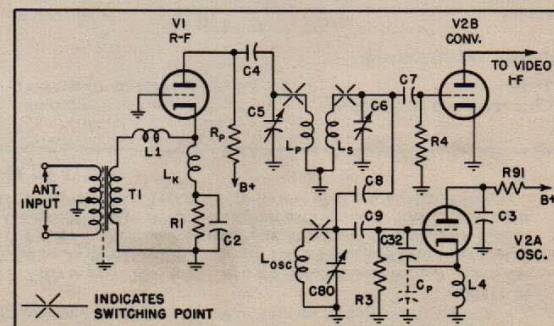 V1
R-F
V2B
CONV.
TO VIDEO
I-F
C4
C7
C5
C6
L1
RP
LP
LS
R4
LK
B+
C8
ANT.
INPUT
T1
C9
R91
B+
R1
C2
C32
C3
V2A
OSC.
LOSC
C80
R3
CP
L4
INDICATES
SWITCHING POINT